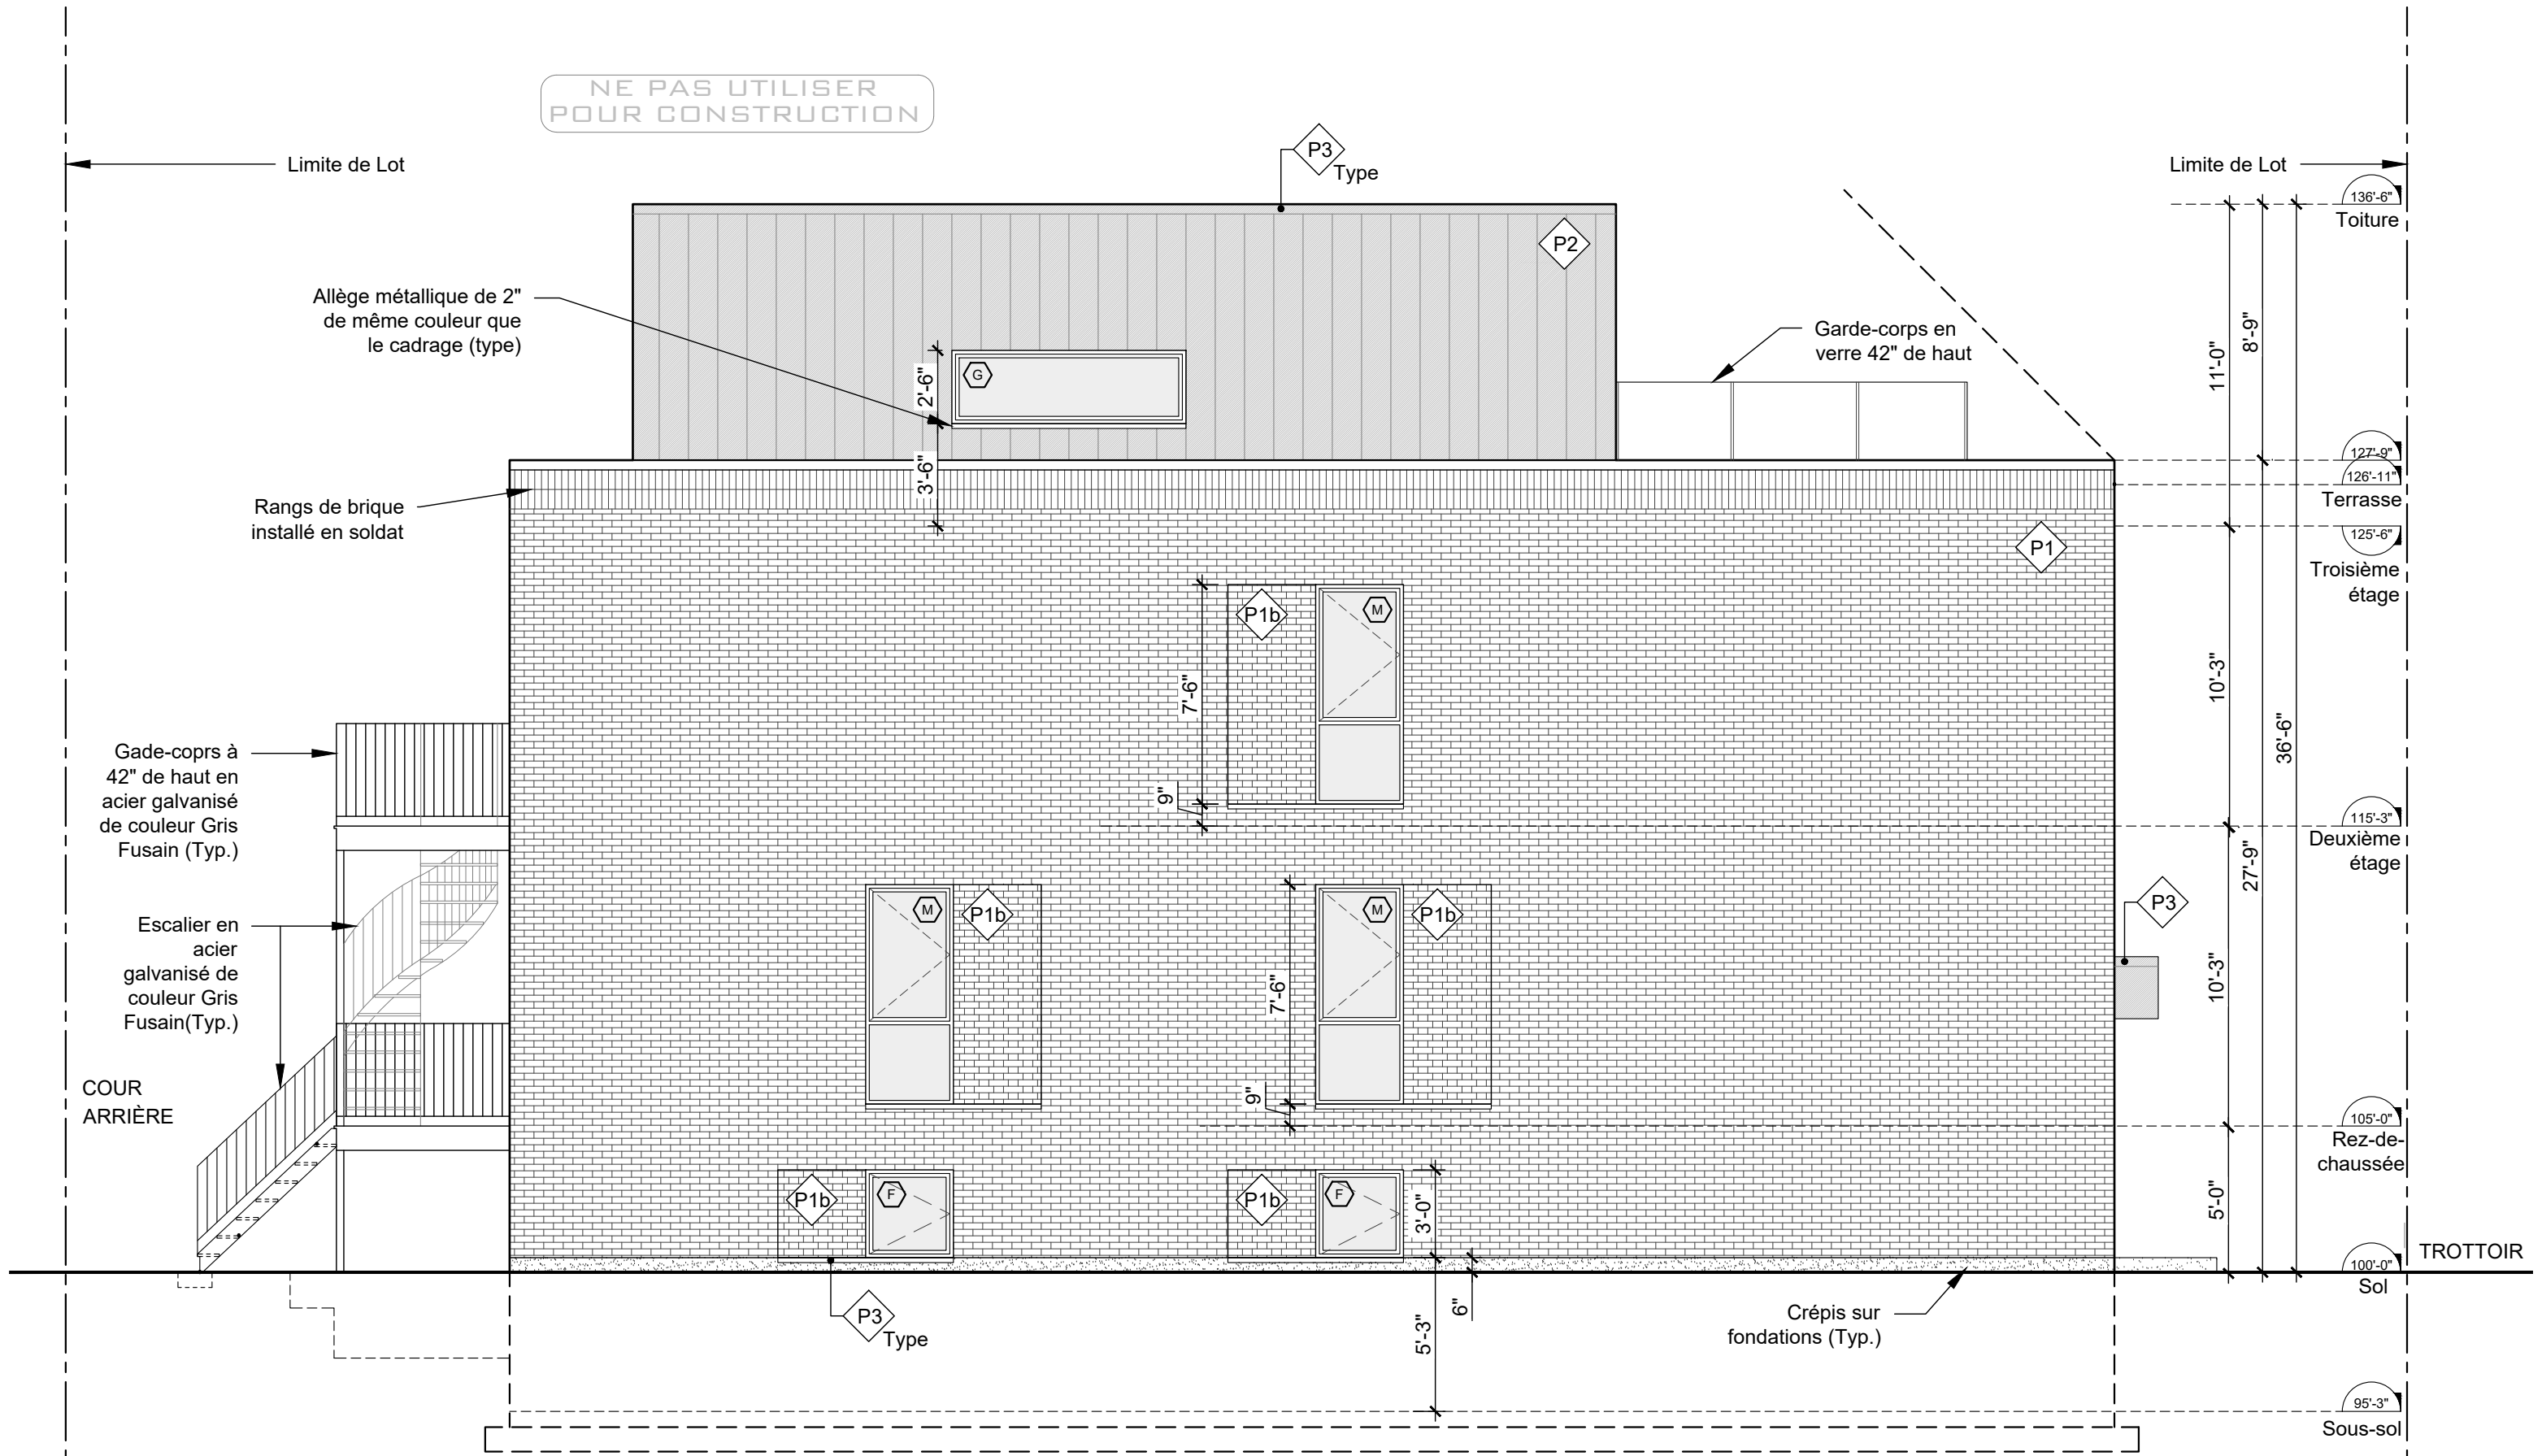 NE PAS UTILISER
POUR CONSTRUCTION
Limite de Lot
Limite de Lot
P3
Type
136'-6"
Toiture
P2
Allège métallique de 2"
de même couleur que
le cadrage (type)
Garde-corps en
verre 42" de haut
G
2'-6"
3'-6"
11'-0"
8'-9"
127'-9"
126'-11"
Terrasse
Rangs de brique
installé en soldat
P1
125'-6"
Troisième
étage
P1b
M
7'-6"
9"
10'-3"
36'-6"
Gade-coprs à
42" de haut en
acier galvanisé
de couleur Gris
Fusain (Typ.)
115'-3"
Deuxième
étage
27'-9"
Escalier en
acier
galvanisé de
couleur Gris
Fusain(Typ.)
M
P1b
M
P1b
7'-6"
9"
P3
10'-3"
COUR
ARRIÈRE
105'-0"
Rez-de-
chaussée
P1b
F
P1b
F
3'-0"
5'-0"
TROTTOIR
100'-0"
Sol
P3
Type
5'-3"
6"
Crépis sur
fondations (Typ.)
95'-3"
Sous-sol